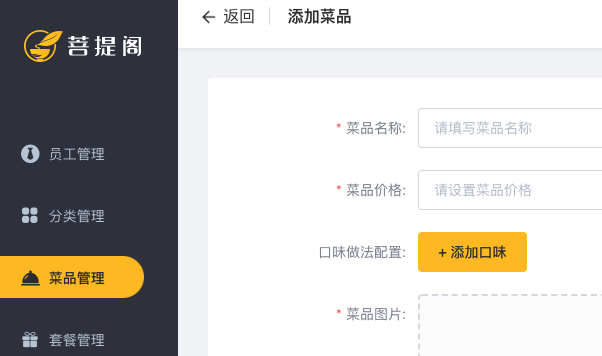 菩提阁
员工管理
分类管理
菜品管理
套餐管理
返回 添加菜品
* 菜品名称: 请填写菜品名称
* 菜品价格: 请设置菜品价格
口味做法配置: + 添加口味
* 菜品图片: